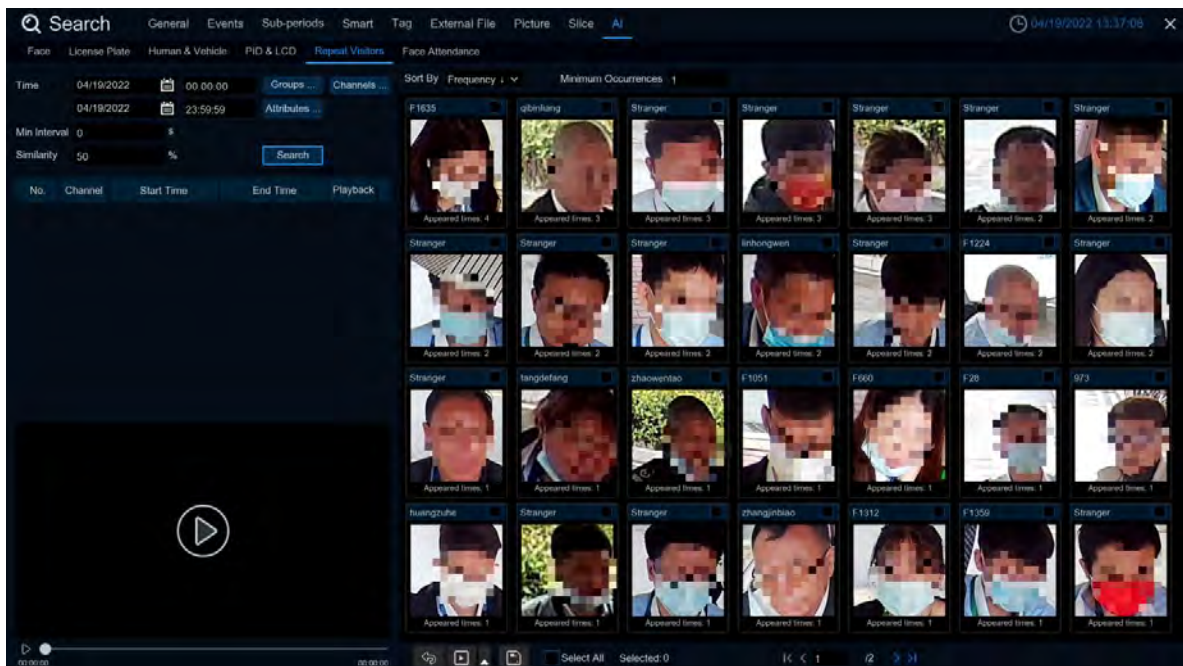 Search General Events Sub-periods Smart Tag External File Picture Slice AI 04/19/2022 13:37:08
Face License Plate Human & Vehicle PID & LCD Repeat Visitors Face Attendance
Time 04/19/2022 00:00:00 Groups ... Channels ...
04/19/2022 23:59:59 Attributes ...
Min Interval 0 s
Similarity 50 % Search
No. Channel Start Time End Time Playback
00:00:00 00:00:00
Sort By Frequency ↓ Minimum Occurrences 1
F1635 qibinliang Stranger Stranger Stranger Stranger Stranger
Appeared times: 4 Appeared times: 3 Appeared times: 3 Appeared times: 3 Appeared times: 3 Appeared times: 2 Appeared times: 2
Stranger Stranger Stranger linhongwen Stranger F1224 Stranger
Appeared times: 2 Appeared times: 2 Appeared times: 2 Appeared times: 2 Appeared times: 2 Appeared times: 2 Appeared times: 2
Stranger tangdefang zhaowentao F1051 F660 F28 973
Appeared times: 1 Appeared times: 1 Appeared times: 1 Appeared times: 1 Appeared times: 1 Appeared times: 1 Appeared times: 1
huangzuhe Stranger Stranger zhangjinbiao F1312 F1359 Stranger
Appeared times: 1 Appeared times: 1 Appeared times: 1 Appeared times: 1 Appeared times: 1 Appeared times: 1 Appeared times: 1
Select All Selected: 0 1 /2